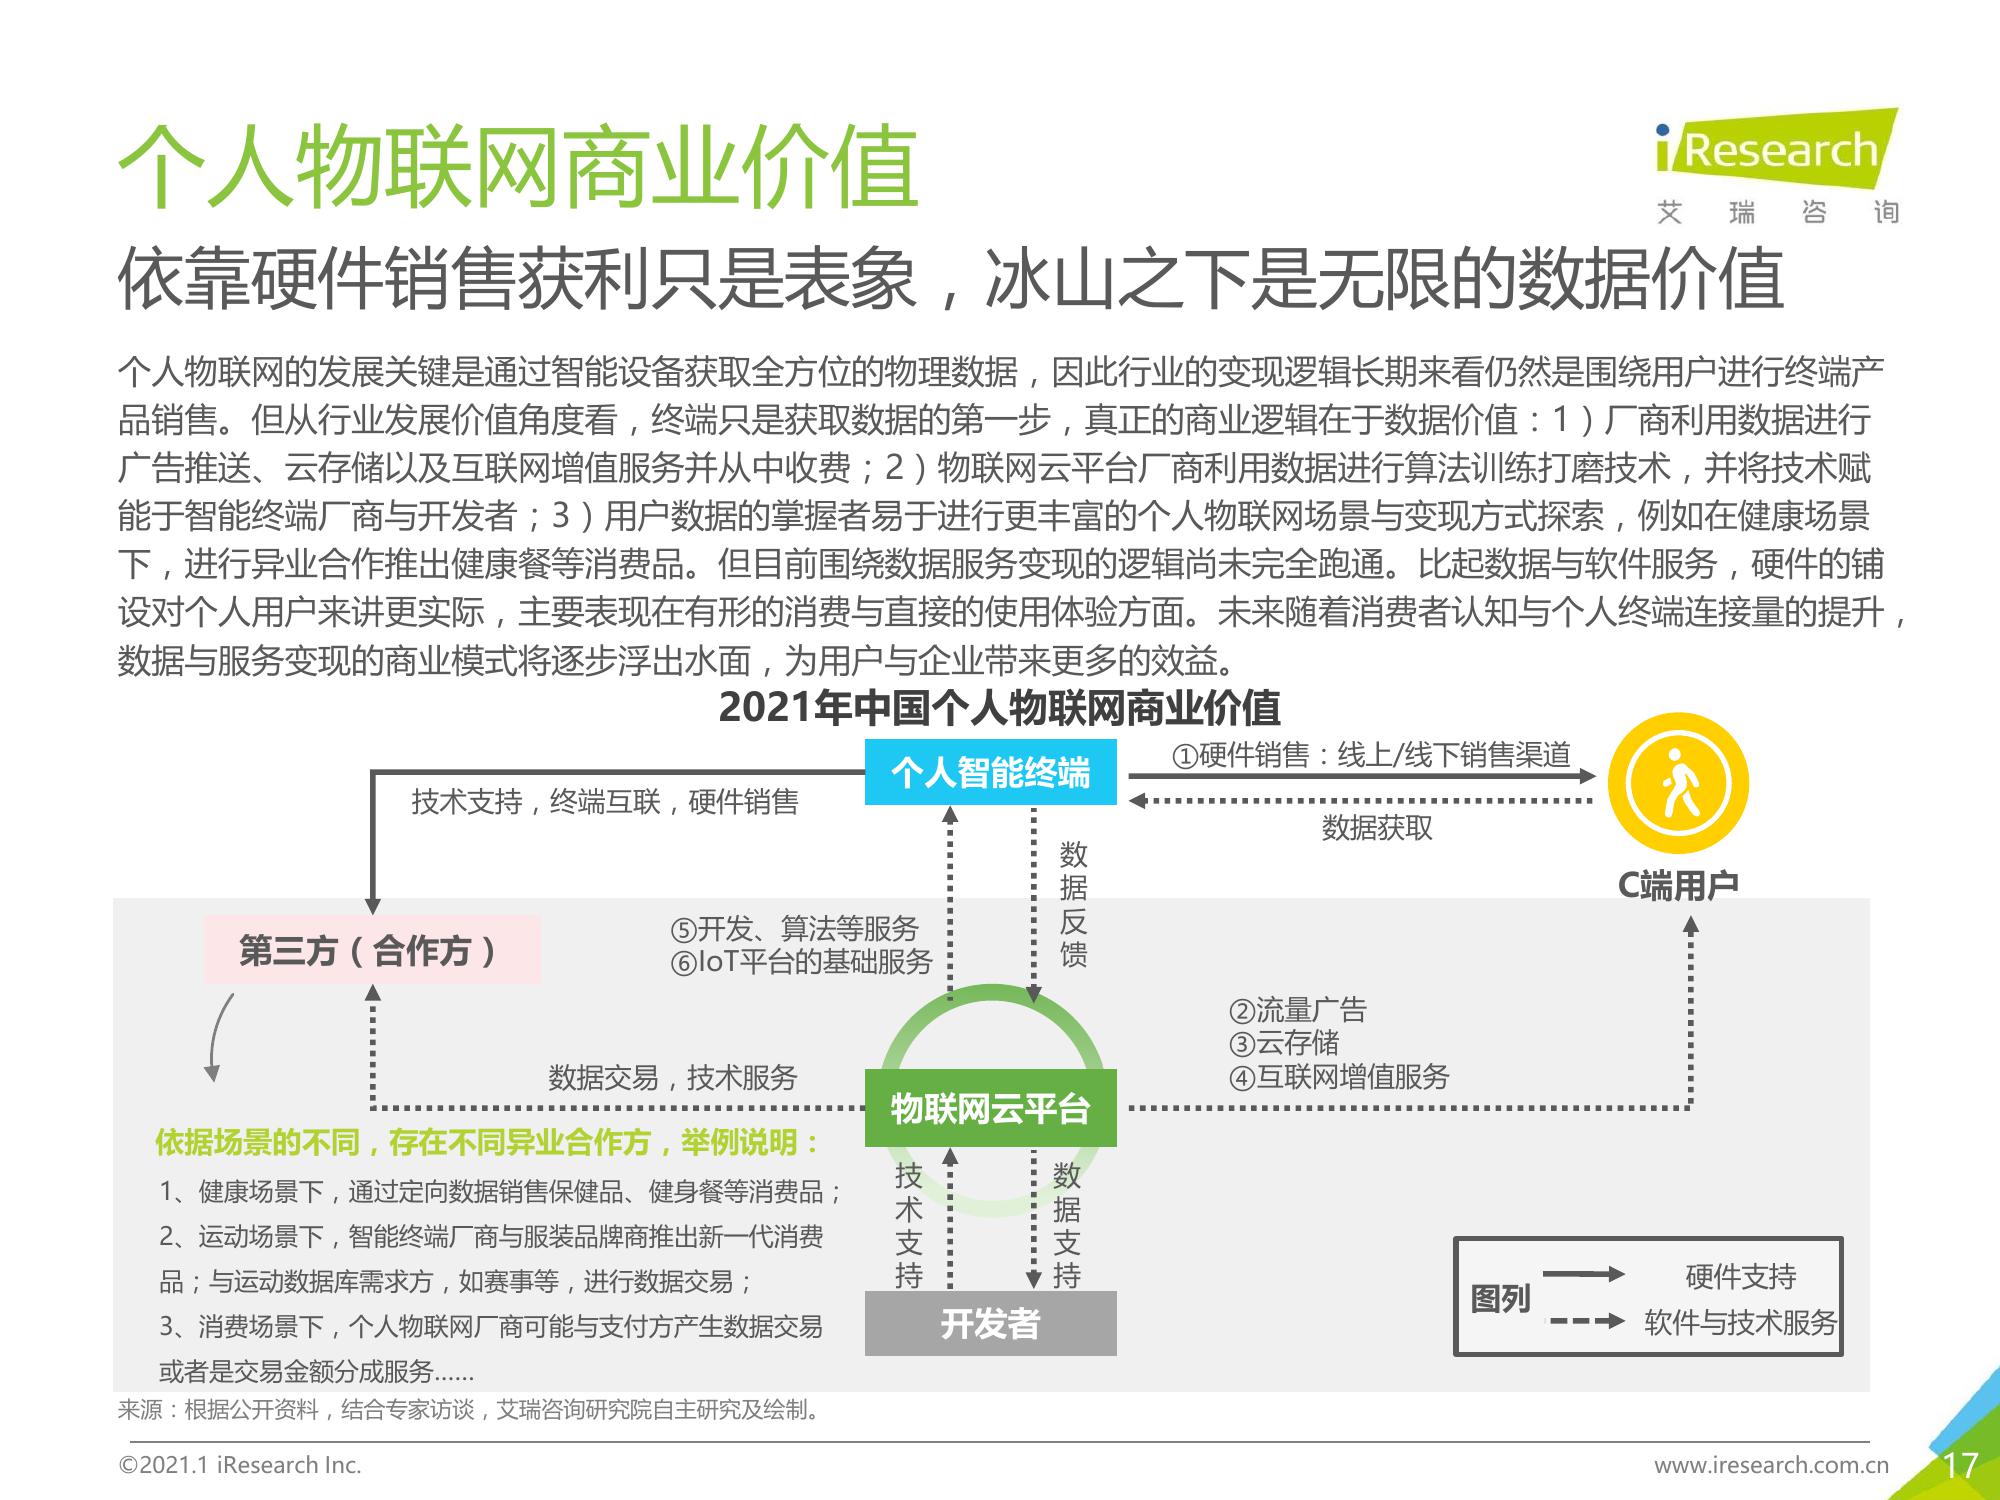 个人物联网商业价值
iResearch
艾瑞咨询
依靠硬件销售获利只是表象，冰山之下是无限的数据价值
个人物联网的发展关键是通过智能设备获取全方位的物理数据，因此行业的变现逻辑长期来看仍然是围绕用户进行终端产
品销售。但从行业发展价值角度看，终端只是获取数据的第一步，真正的商业逻辑在于数据价值：1）厂商利用数据进行
广告推送、云存储以及互联网增值服务并从中收费；2）物联网云平台厂商利用数据进行算法训练打磨技术，并将技术赋
能于智能终端厂商与开发者；3）用户数据的掌握者易于进行更丰富的个人物联网场景与变现方式探索，例如在健康场景
下，进行异业合作推出健康餐等消费品。但目前围绕数据服务变现的逻辑尚未完全跑通。比起数据与软件服务，硬件的铺
设对个人用户来讲更实际，主要表现在有形的消费与直接的使用体验方面。未来随着消费者认知与个人终端连接量的提升，
数据与服务变现的商业模式将逐步浮出水面，为用户与企业带来更多的效益。
2021年中国个人物联网商业价值
个人智能终端
①硬件销售：线上/线下销售渠道
技术支持，终端互联，硬件销售
数据获取
数据反馈
C端用户
第三方（合作方）
⑤开发、算法等服务
⑥IoT平台的基础服务
②流量广告
③云存储
④互联网增值服务
数据交易，技术服务
物联网云平台
依据场景的不同，存在不同异业合作方，举例说明：
技术支持
数据支持
1、健康场景下，通过定向数据销售保健品、健身餐等消费品；
2、运动场景下，智能终端厂商与服装品牌商推出新一代消费
品；与运动数据库需求方，如赛事等，进行数据交易；
3、消费场景下，个人物联网厂商可能与支付方产生数据交易
或者是交易金额分成服务……
开发者
图列
硬件支持
软件与技术服务
来源：根据公开资料，结合专家访谈，艾瑞咨询研究院自主研究及绘制。
©2021.1 iResearch Inc.
www.iresearch.com.cn
17